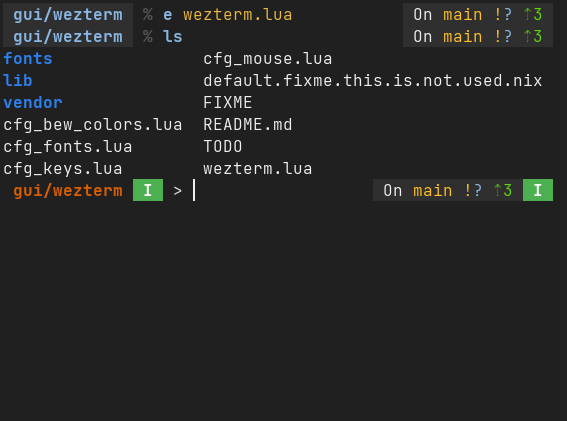 gui/wezterm % e wezterm.lua On main !? ⇡3
gui/wezterm % ls On main !? ⇡3
fonts cfg_mouse.lua
lib default.fixme.this.is.not.used.nix
vendor FIXME
cfg_bew_colors.lua README.md
cfg_fonts.lua TODO
cfg_keys.lua wezterm.lua
gui/wezterm I > On main !? ⇡3 I